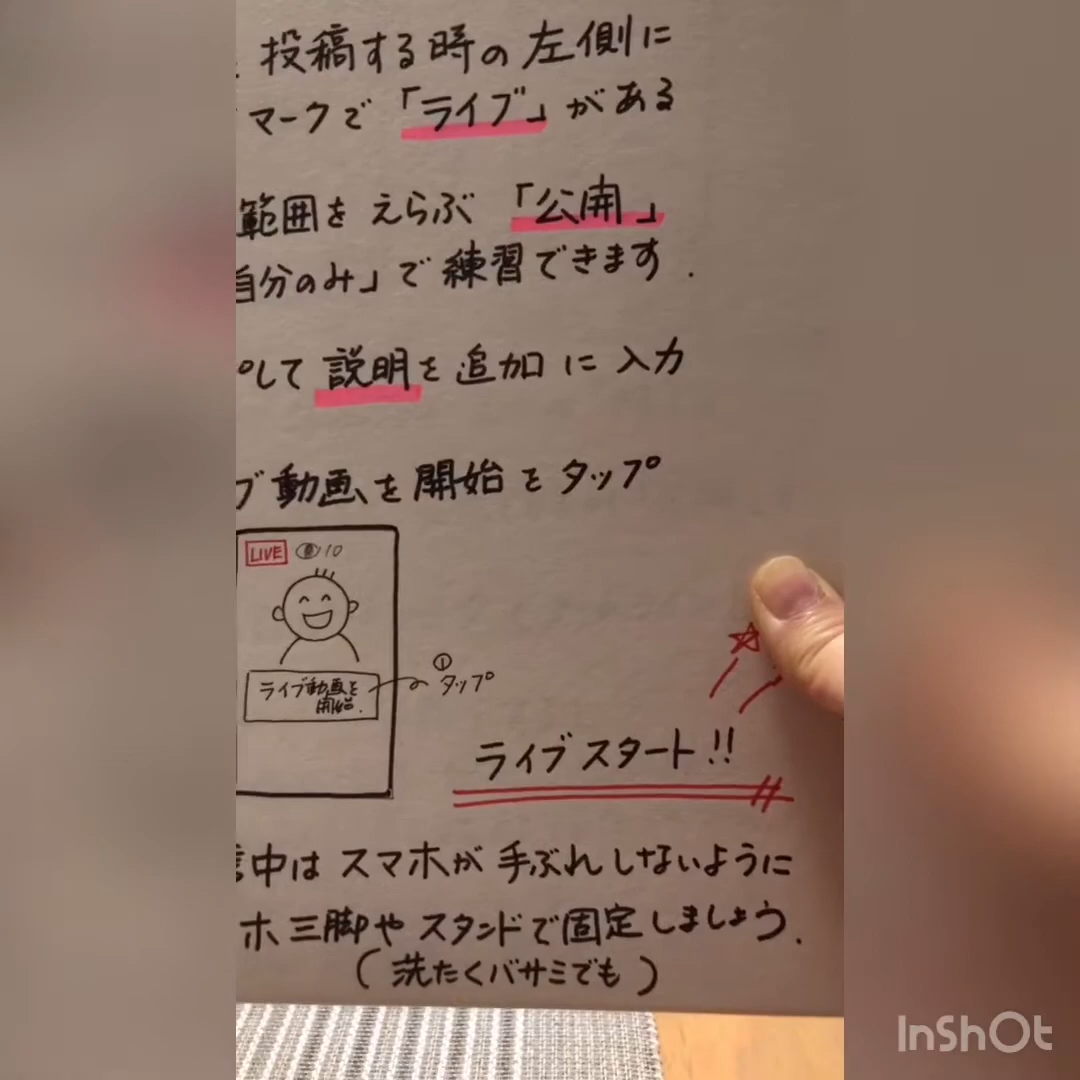 投稿する時の左側に
マークで「ライブ」がある
範囲をえらぶ「公開」
自分のみ」で練習できます.
プして説明を追加に入力
ブ動画を開始をタップ
LIVE 10
ライブ動画を
開始.
①
タップ
ライブスタート!!
中はスマホが手ぶれしないように
ホ三脚やスタンドで固定しましょう.
(洗たくバサミでも)
InShOt